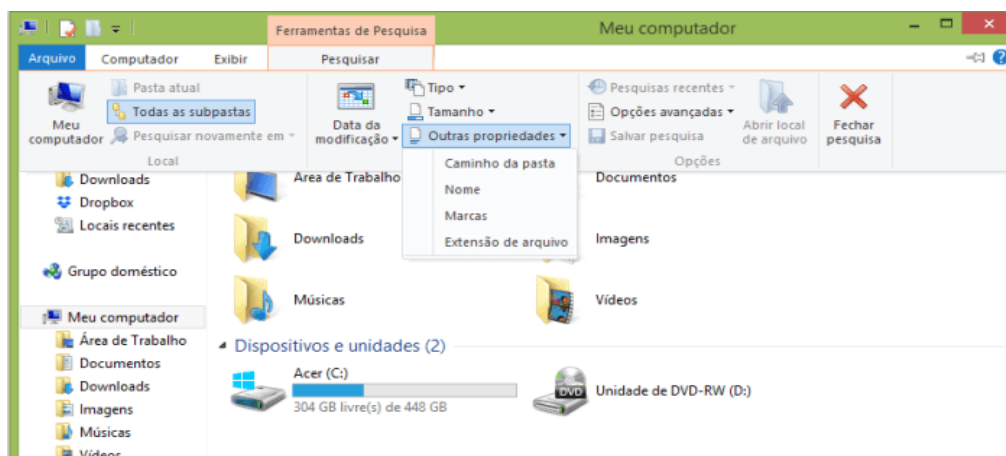 Ferramentas de Pesquisa
Meu computador
Arquivo Computador Exibir Pesquisar
Meu computador
Pasta atual
Todas as subpastas
Pesquisar novamente em
Local
Data da modificação
Tipo
Tamanho
Outras propriedades
Caminho da pasta
Nome
Marcas
Extensão de arquivo
Pesquisas recentes
Opções avançadas
Salvar pesquisa
Abrir local de arquivo
Opções
Fechar pesquisa
Downloads
Dropbox
Locais recentes
Grupo doméstico
Meu computador
Área de Trabalho
Documentos
Downloads
Imagens
Músicas
Vídeos
Área de Trabalho
Documentos
Downloads
Imagens
Músicas
Vídeos
Dispositivos e unidades (2)
Acer (C:)
304 GB livre(s) de 448 GB
DVD
Unidade de DVD-RW (D:)